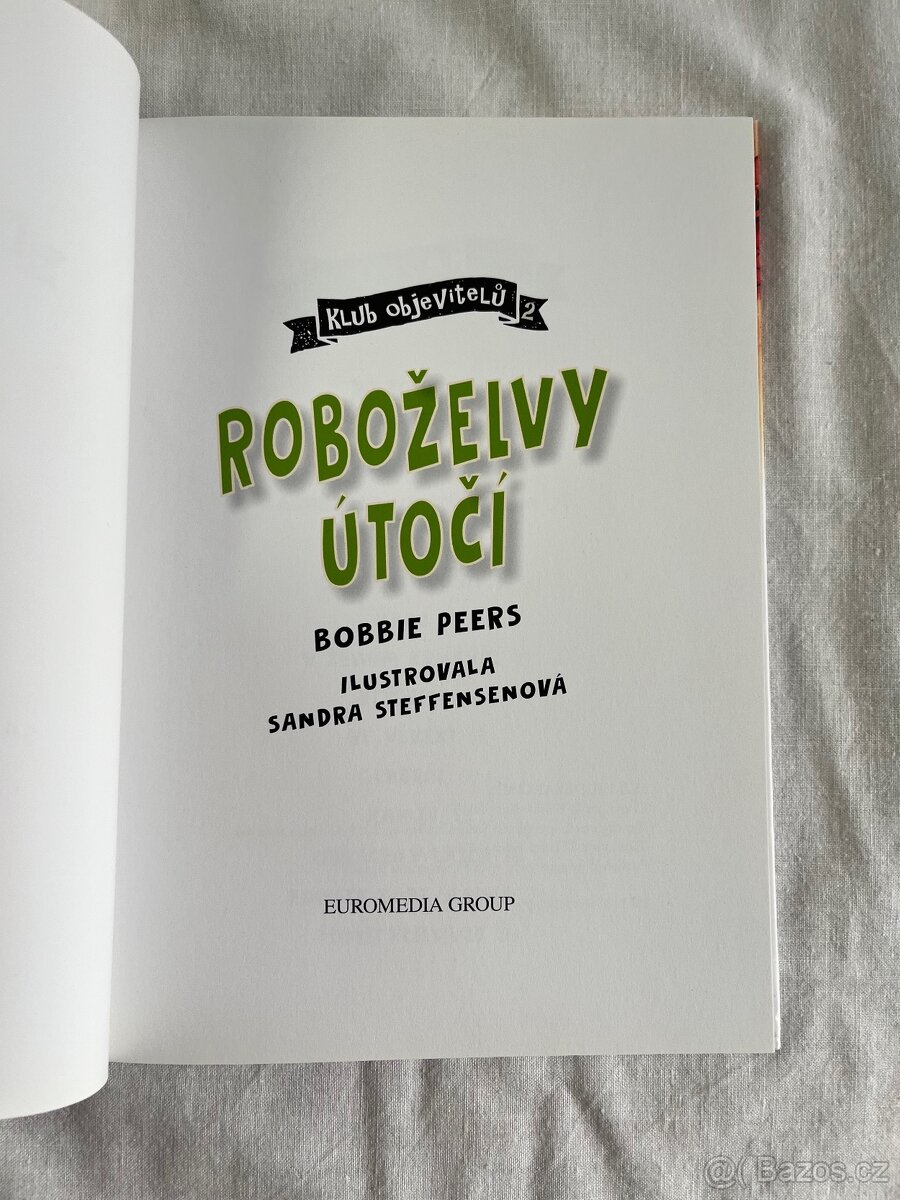 Klub objevitelů 2
ROBOŽELVY
ÚTOČÍ
BOBBIE PEERS
ILUSTROVALA
SANDRA STEFFENSENOVÁ
EUROMEDIA GROUP
@ Bazos.cz